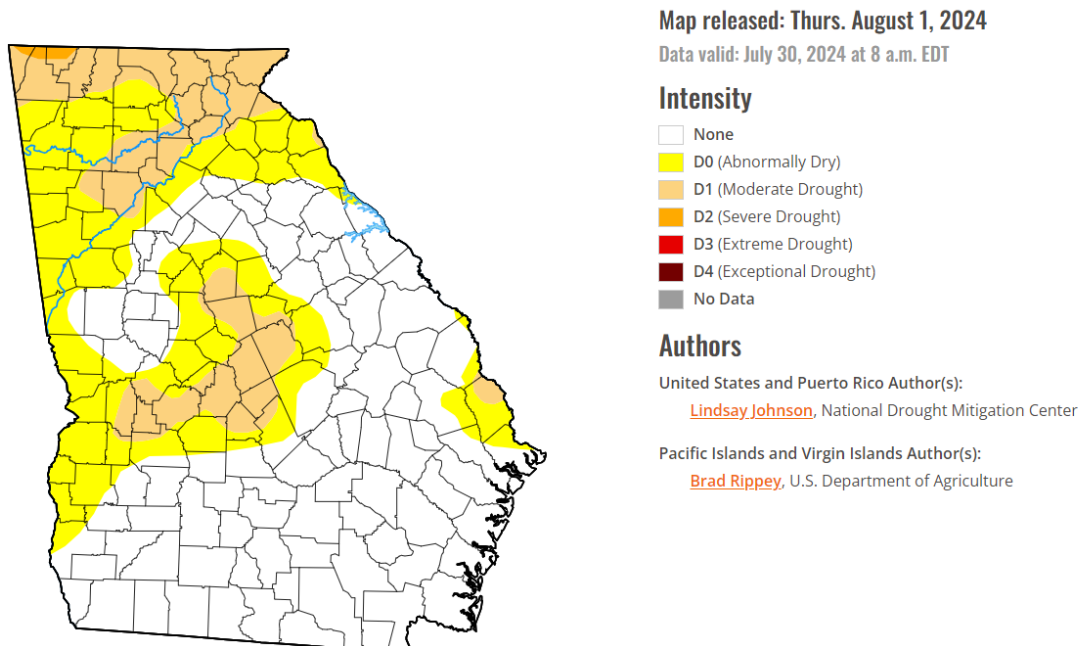 Map released: Thurs. August 1, 2024
Data valid: July 30, 2024 at 8 a.m. EDT
Intensity
None
D0 (Abnormally Dry)
D1 (Moderate Drought)
D2 (Severe Drought)
D3 (Extreme Drought)
D4 (Exceptional Drought)
No Data
Authors
United States and Puerto Rico Author(s):
Lindsay Johnson, National Drought Mitigation Center
Pacific Islands and Virgin Islands Author(s):
Brad Rippey, U.S. Department of Agriculture